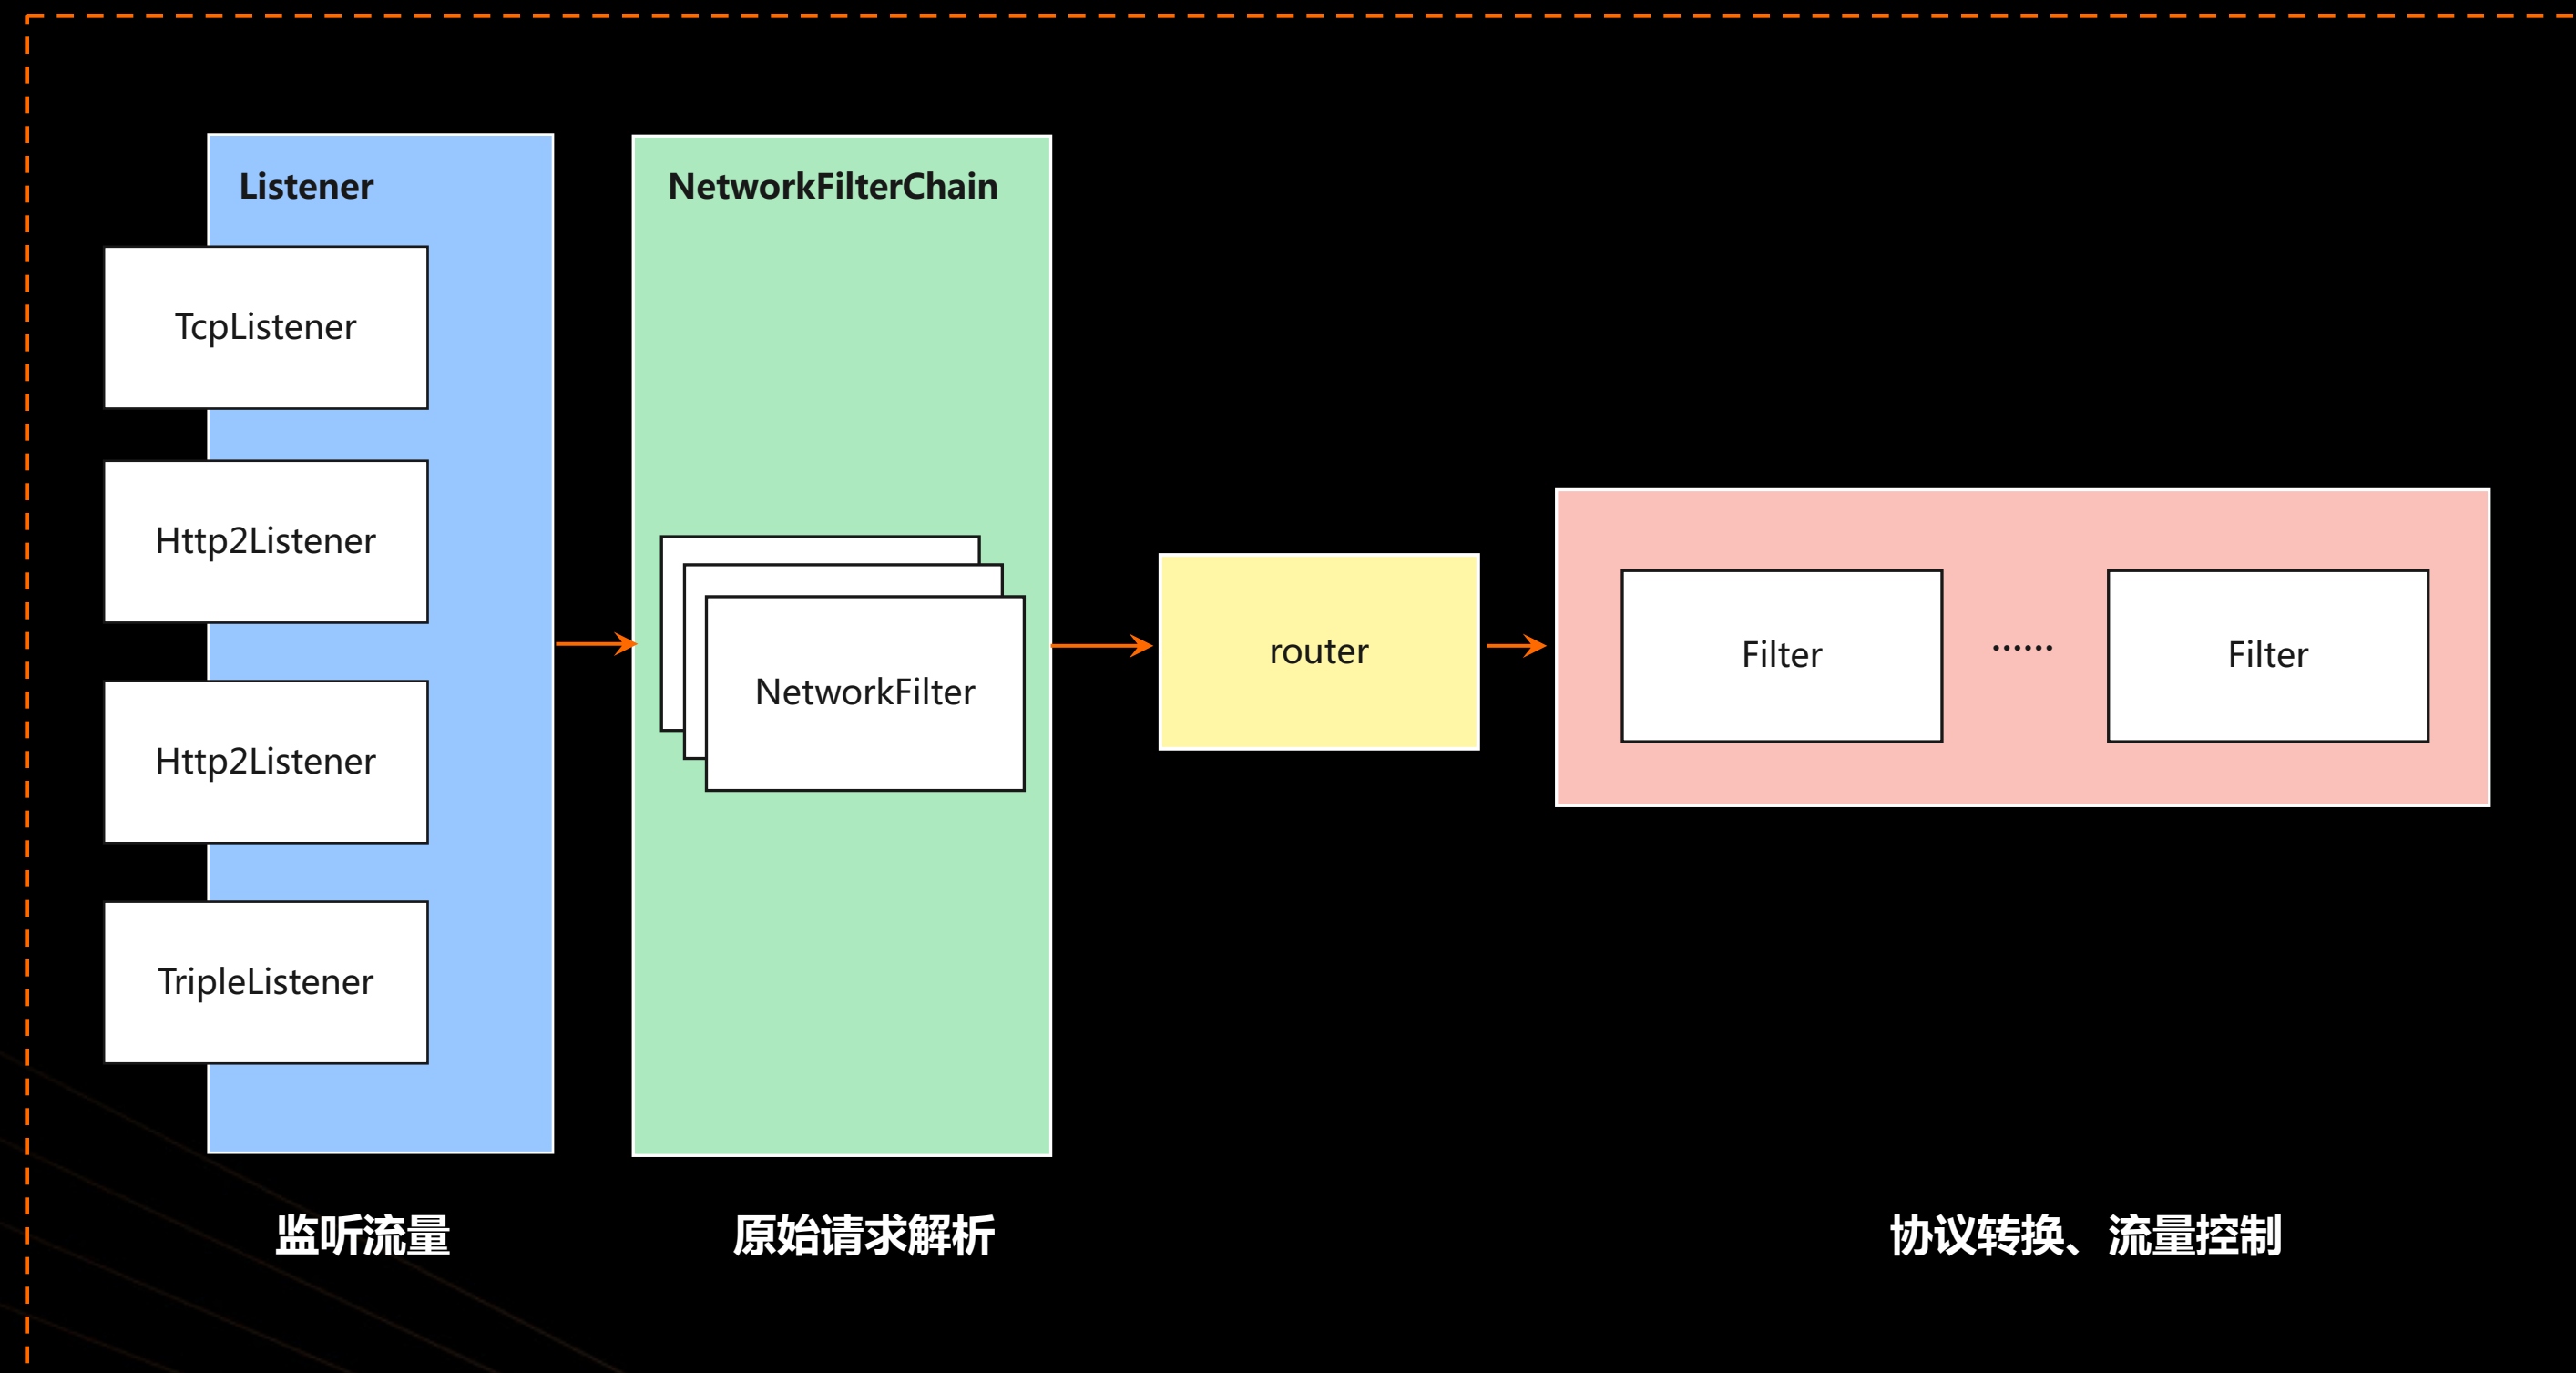 Listener
TcpListener
Http2Listener
Http2Listener
TripleListener
监听流量
NetworkFilterChain
NetworkFilter
原始请求解析
router
Filter
......
Filter
协议转换、流量控制